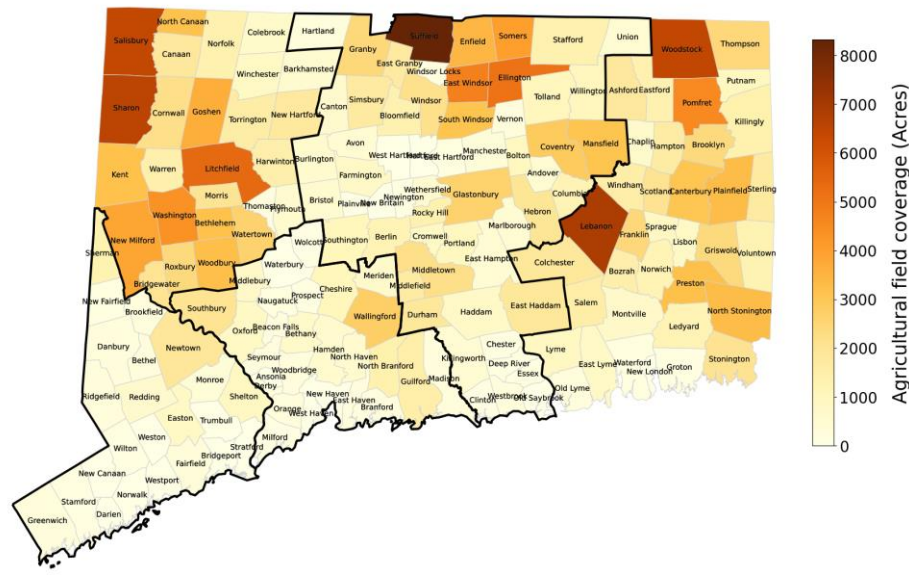 Salisbury
North Canaan
Canaan
Norfolk
Colebrook
Hartland
Suffield
Enfield
Somers
Stafford
Union
Woodstock
Thompson
Granby
East Granby
Windsor Locks
Winchester
Barkhamsted
East Windsor
Ellington
Tolland
Willington
Ashford
Eastford
Pomfret
Putnam
Sharon
Cornwall
Goshen
Torrington
New Hartford
Canton
Simsbury
Windsor
Bloomfield
South Windsor
Vernon
Killingly
Avon
West Hartford
East Hartford
Manchester
Bolton
Coventry
Mansfield
Chaplin
Hampton
Brooklyn
Kent
Warren
Litchfield
Harwinton
Burlington
Farmington
Andover
Columbia
Windham
Scotland
Canterbury
Plainfield
Sterling
Morris
Thomaston
Plymouth
Bristol
Plainville
New Britain
Newington
Wethersfield
Rocky Hill
Glastonbury
Hebron
Lebanon
Franklin
Sprague
Lisbon
Griswold
Voluntown
Washington
Bethlehem
Watertown
Wolcott
Southington
Berlin
Cromwell
Portland
Marlborough
New Milford
Sherman
Roxbury
Woodbury
Bridgewater
Middlebury
Waterbury
East Hampton
Colchester
Bozrah
Norwich
Preston
North Stonington
New Fairfield
Brookfield
Southbury
Naugatuck
Prospect
Cheshire
Meriden
Middletown
Middlefield
Durham
Haddam
East Haddam
Salem
Montville
Ledyard
Danbury
Bethel
Newtown
Oxford
Beacon Falls
Bethany
Wallingford
Hamden
North Haven
North Branford
Killingworth
Chester
Deep River
Essex
Lyme
East Lyme
Waterford
New London
Groton
Stonington
Ridgefield
Redding
Monroe
Seymour
Woodbridge
Ansonia
Derby
Shelton
New Haven
East Haven
Branford
Guilford
Madison
Clinton
Westbrook
Old Saybrook
Old Lyme
Wilton
Weston
Easton
Trumbull
Orange
West Haven
Milford
Stratford
Bridgeport
Fairfield
New Canaan
Westport
Norwalk
Stamford
Darien
Greenwich
8000
7000
6000
5000
4000
3000
2000
1000
0
Agricultural field coverage (Acres)